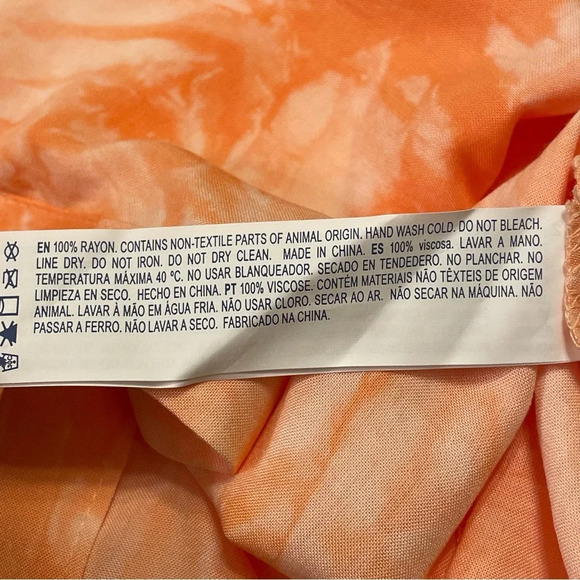 EN 100% RAYON. CONTAINS NON-TEXTILE PARTS OF ANIMAL ORIGIN. HAND WASH COLD. DO NOT BLEACH.
LINE DRY. DO NOT IRON. DO NOT DRY CLEAN. MADE IN CHINA. ES 100% viscosa. LAVAR A MANO.
TEMPERATURA MÁXIMA 40 ºC. NO USAR BLANQUEADOR. SECADO EN TENDEDERO. NO PLANCHAR. NO
LIMPIEZA EN SECO. HECHO EN CHINA. PT 100% VISCOSE. CONTÉM MATERIAIS NÃO TÊXTEIS DE ORIGEM
ANIMAL. LAVAR À MÃO EM ÁGUA FRIA. NÃO USAR CLORO. SECAR AO AR. NÃO SECAR NA MÁQUINA. NÃO
PASSAR A FERRO. NÃO LAVAR A SECO. FABRICADO NA CHINA.